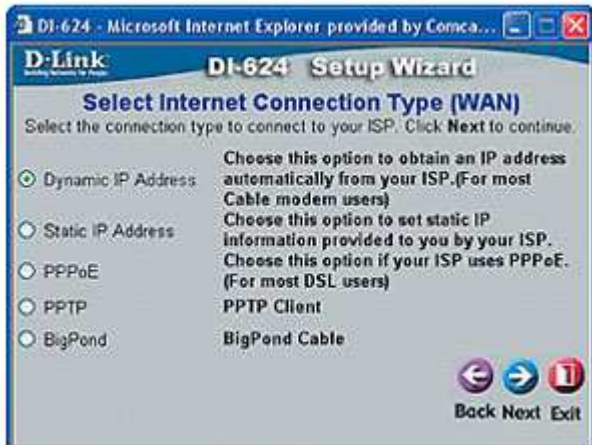 DI-624 - Microsoft Internet Explorer provided by Comca...
D-Link
Building Networks for People
DI-624 Setup Wizard
Select Internet Connection Type (WAN)
Select the connection type to connect to your ISP. Click Next to continue.
Dynamic IP Address
Choose this option to obtain an IP address
automatically from your ISP.(For most
Cable modem users)
Static IP Address
Choose this option to set static IP
information provided to you by your ISP.
PPPoE
Choose this option if your ISP uses PPPoE.
(For most DSL users)
PPTP
PPTP Client
BigPond
BigPond Cable
Back Next Exit